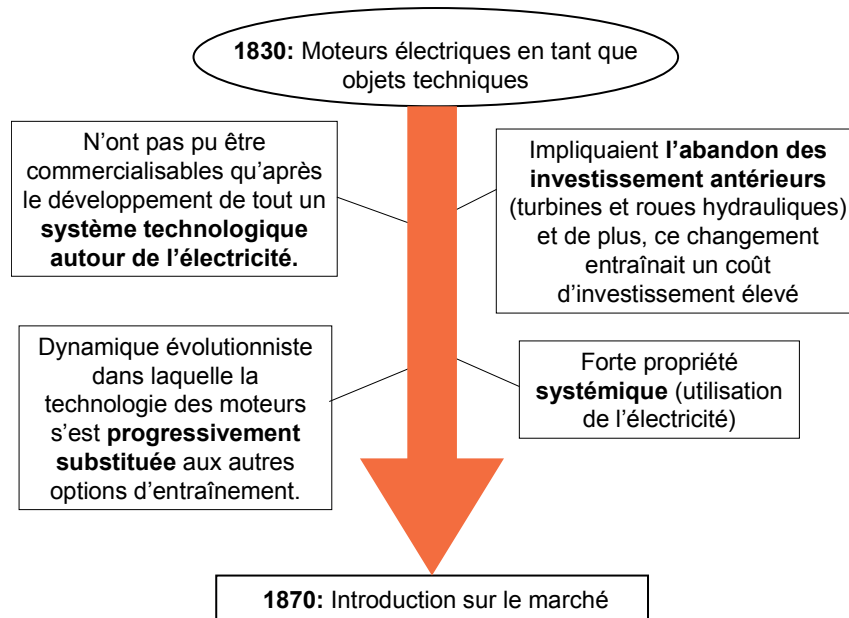 1830: Moteurs électriques en tant que
objets techniques
N'ont pas pu être
commercialisables qu'après
le développement de tout un
système technologique
autour de l'électricité.
Impliquaient l'abandon des
investissement antérieurs
(turbines et roues hydrauliques)
et de plus, ce changement
entraînait un coût
d'investissement élevé
Dynamique évolutionniste
dans laquelle la
technologie des moteurs
s'est progressivement
substituée aux autres
options d'entraînement.
Forte propriété
systémique (utilisation
de l'électricité)
1870: Introduction sur le marché